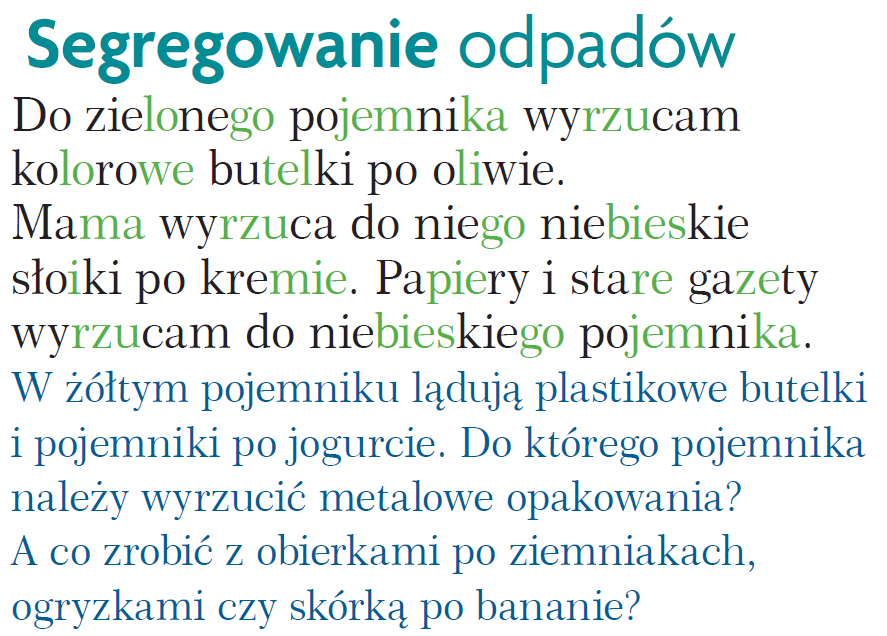 Segregowanie odpadów
Do zielonego pojemnika wyrzucam
kolorowe butelki po oliwie.
Mama wyrzuca do niego niebieskie
słoiki po kremie. Papiery i stare gazety
wyrzucam do niebieskiego pojemnika.
W żółtym pojemniku lądują plastikowe butelki
i pojemniki po jogurcie. Do którego pojemnika
należy wyrzucić metalowe opakowania?
A co zrobić z obierkami po ziemniakach,
ogryzkami czy skórką po bananie?